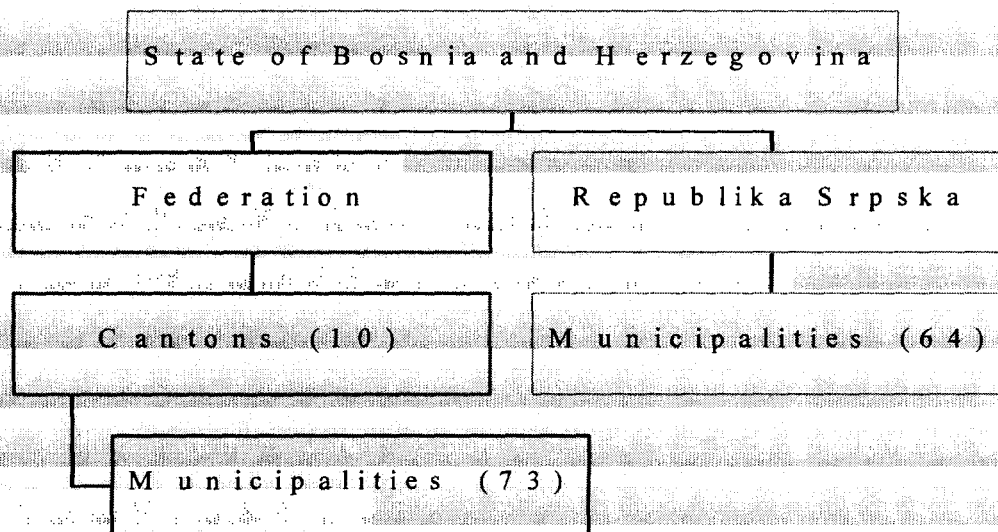 State of Bosnia and Herzegovina
Federation
Republika Srpska
Cantons (10)
Municipalities (64)
Municipalities (73)